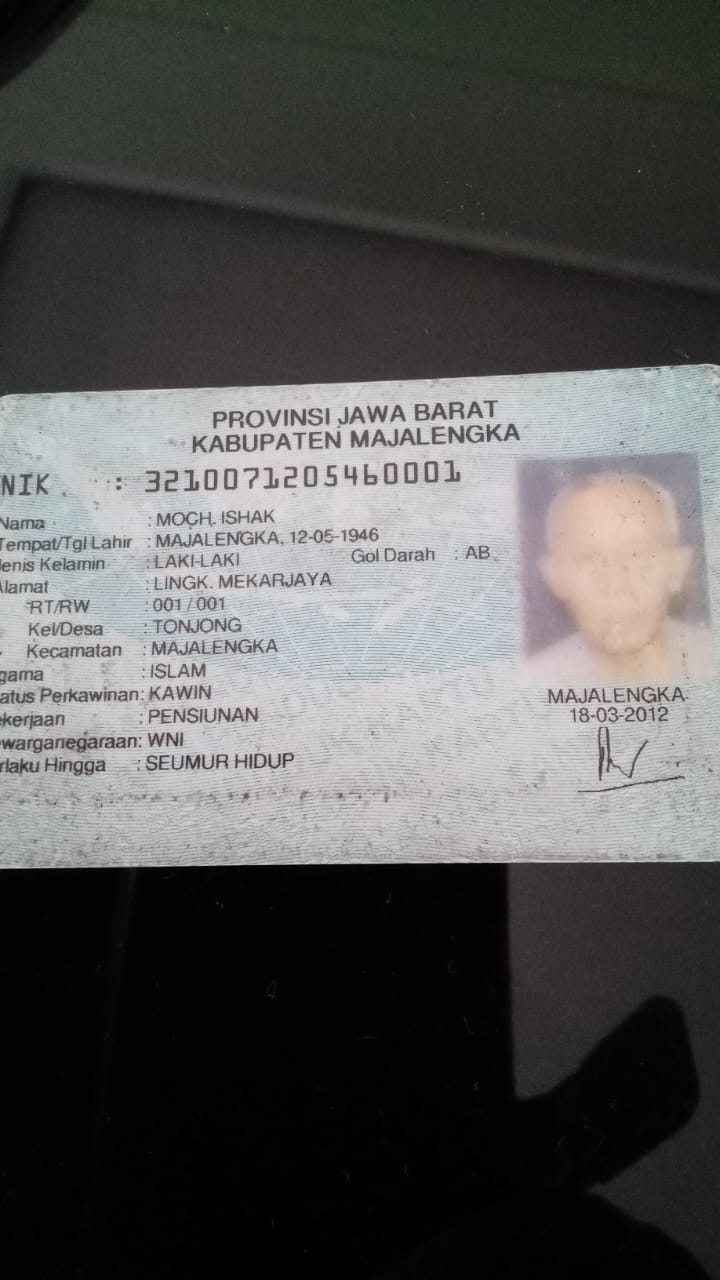 PROVINSI JAWA BARAT
KABUPATEN MAJALENGKA
NIK : 3210071205460001
Nama : MOCH. ISHAK
Tempat/Tgl Lahir : MAJALENGKA, 12-05-1946
Jenis Kelamin : LAKI-LAKI Gol Darah : AB
Alamat : LINGK. MEKARJAYA
RT/RW : 001 / 001
Kel/Desa : TONJONG
Kecamatan : MAJALENGKA
gama : ISLAM
atus Perkawinan: KAWIN
ekerjaan : PENSIUNAN
ewarganegaraan: WNI
rlaku Hingga : SEUMUR HIDUP
MAJALENGKA
18-03-2012